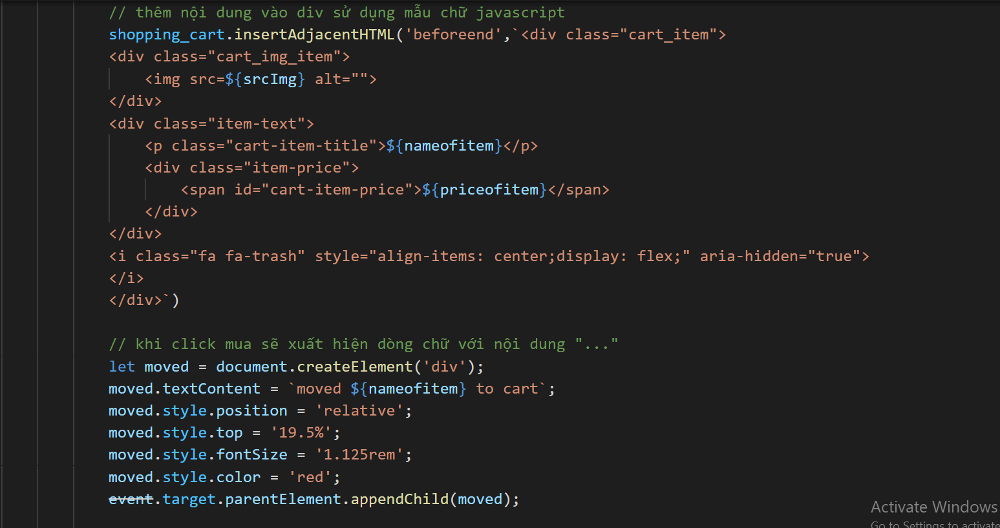 // thêm nội dung vào div sử dụng mẫu chữ javascript
shopping_cart.insertAdjacentHTML('beforeend',`<div class="cart_item">
<div class="cart_img_item">
<img src=${srcImg} alt="">
</div>
<div class="item-text">
<p class="cart-item-title">${nameofitem}</p>
<div class="item-price">
<span id="cart-item-price">${priceofitem}</span>
</div>
</div>
<i class="fa fa-trash" style="align-items: center;display: flex;" aria-hidden="true">
</i>
</div>`)
// khi click mua sẽ xuất hiện dòng chữ với nội dung "..."
let moved = document.createElement('div');
moved.textContent = `moved ${nameofitem} to cart`;
moved.style.position = 'relative';
moved.style.top = '19.5%';
moved.style.fontSize = '1.125rem';
moved.style.color = 'red';
event.target.parentElement.appendChild(moved);
Activate Windows
Go to Settings to activate